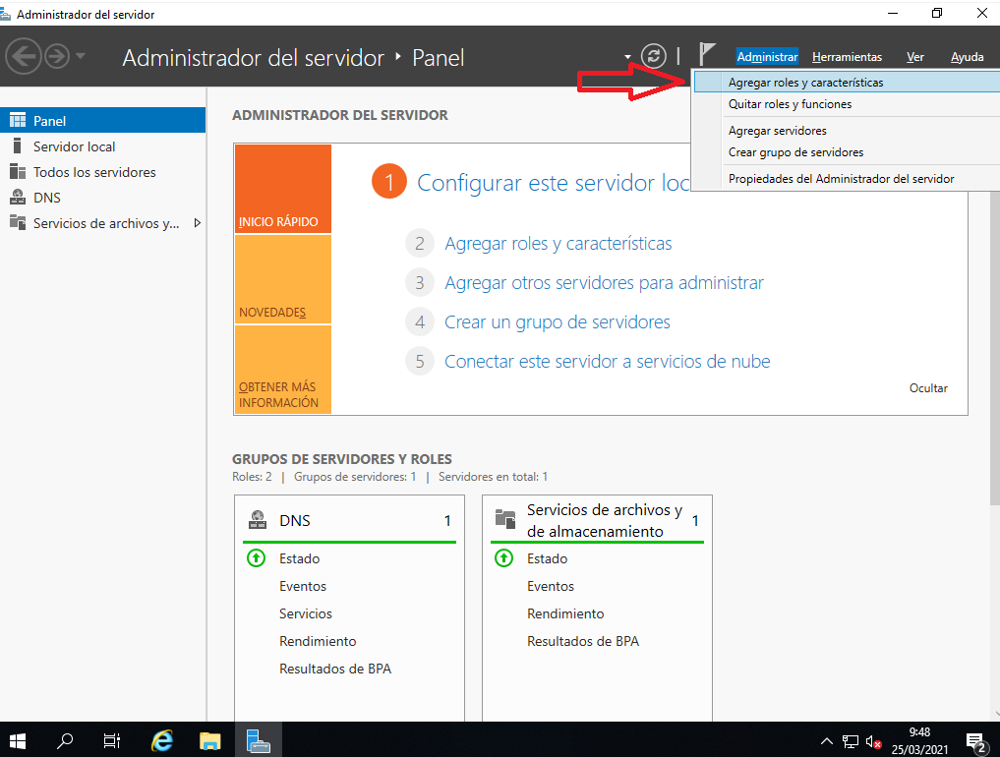 Administrador del servidor
Administrador del servidor Panel
Administrar Herramientas Ver Ayuda
Agregar roles y características
Quitar roles y funciones
Agregar servidores
Crear grupo de servidores
Propiedades del Administrador del servidor
Panel
Servidor local
Todos los servidores
DNS
Servicios de archivos y...
ADMINISTRADOR DEL SERVIDOR
INICIO RÁPIDO
NOVEDADES
OBTENER MÁS
INFORMACIÓN
1 Configurar este servidor loc
2 Agregar roles y características
3 Agregar otros servidores para administrar
4 Crear un grupo de servidores
5 Conectar este servidor a servicios de nube
Ocultar
GRUPOS DE SERVIDORES Y ROLES
Roles: 2 | Grupos de servidores: 1 | Servidores en total: 1
DNS 1
Estado
Eventos
Servicios
Rendimiento
Resultados de BPA
Servicios de archivos y
de almacenamiento 1
Estado
Eventos
Rendimiento
Resultados de BPA
9:48
25/03/2021
2